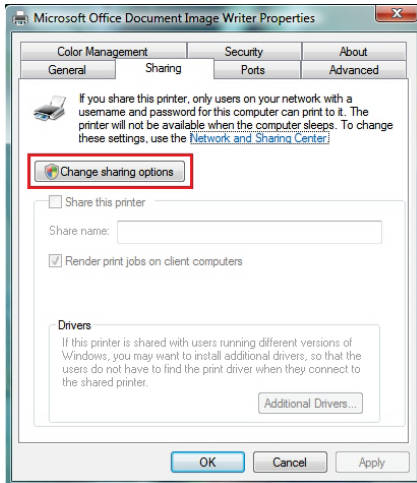 Microsoft Office Document Image Writer Properties
Color Management Security About
General Sharing Ports Advanced
If you share this printer, only users on your network with a
username and password for this computer can print to it. The
printer will not be available when the computer sleeps. To change
these settings, use the Network and Sharing Center.
Change sharing options
Share this printer
Share name:
Render print jobs on client computers
Drivers
If this printer is shared with users running different versions of
Windows, you may want to install additional drivers, so that the
users do not have to find the print driver when they connect to
the shared printer.
Additional Drivers...
OK Cancel Apply